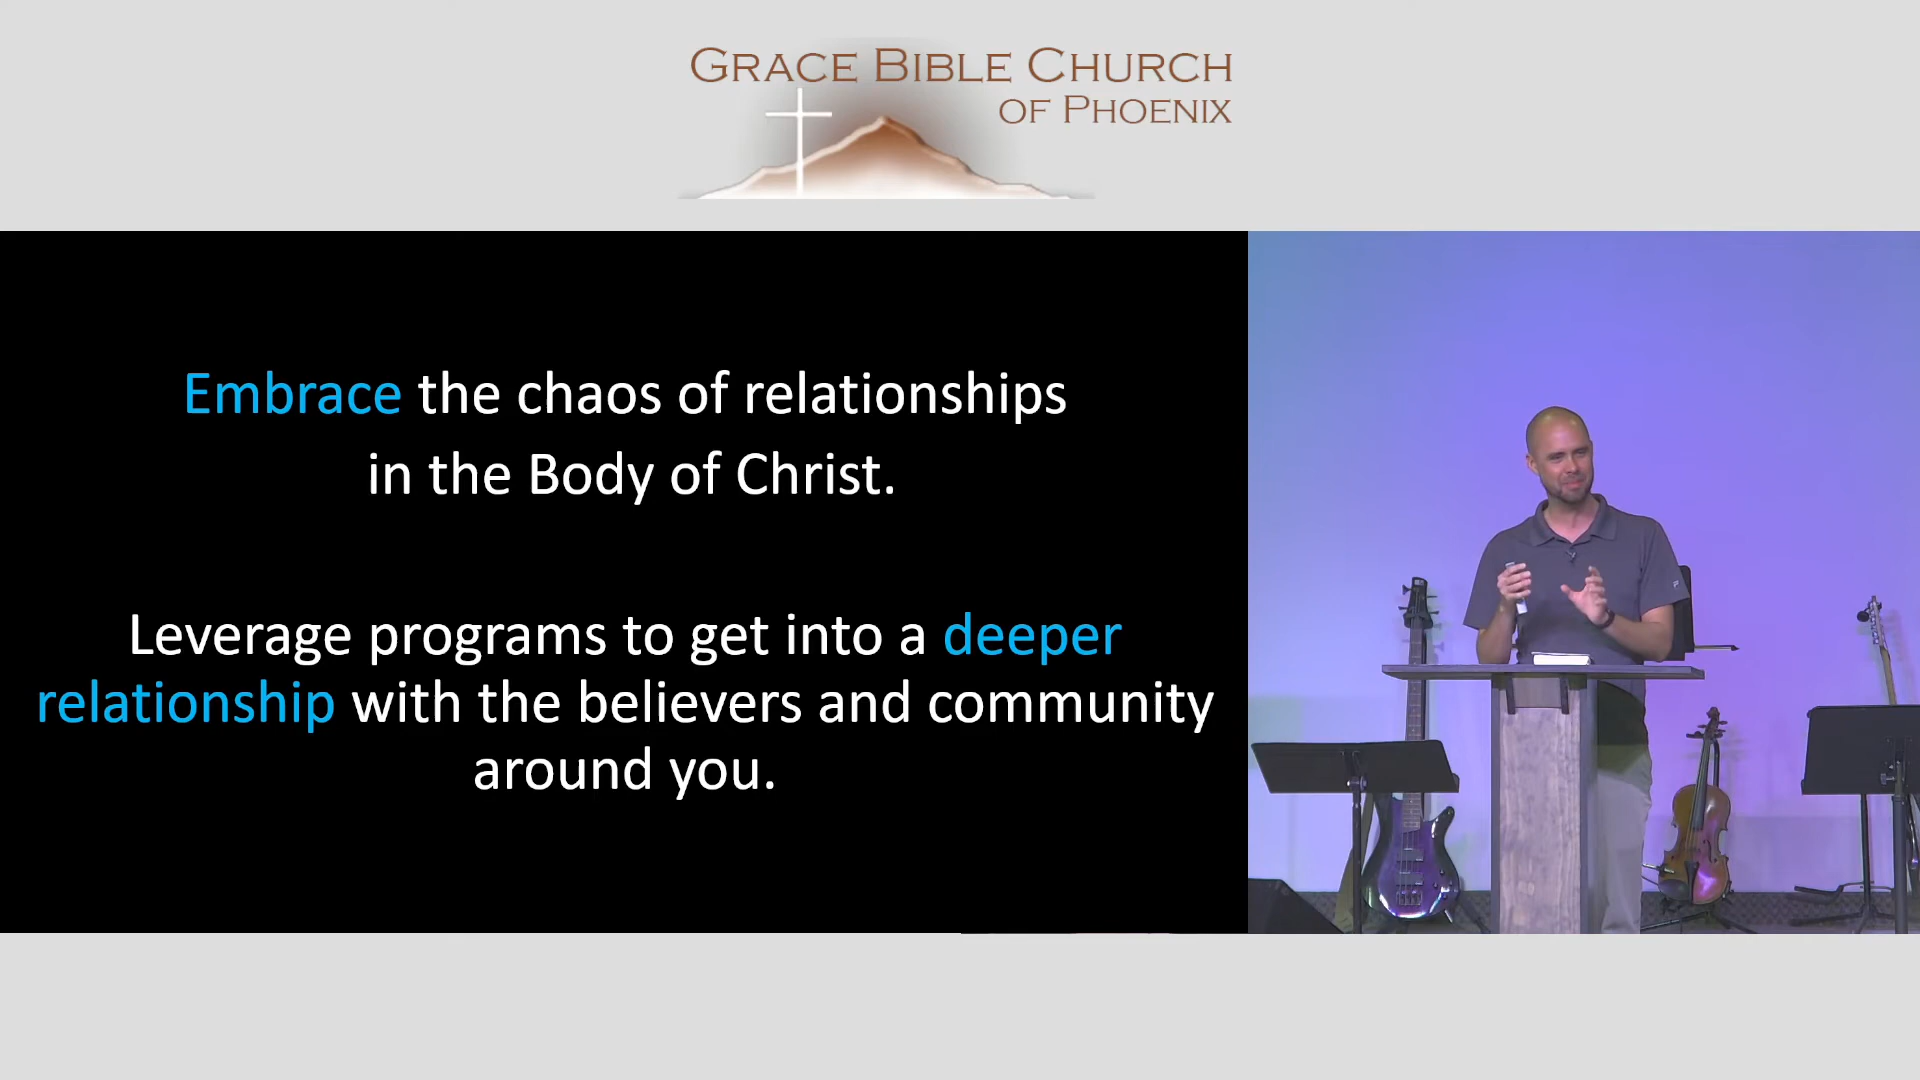 GRACE BIBLE CHURCH
OF PHOENIX
Embrace the chaos of relationships
in the Body of Christ.
Leverage programs to get into a deeper
relationship with the believers and community
around you.